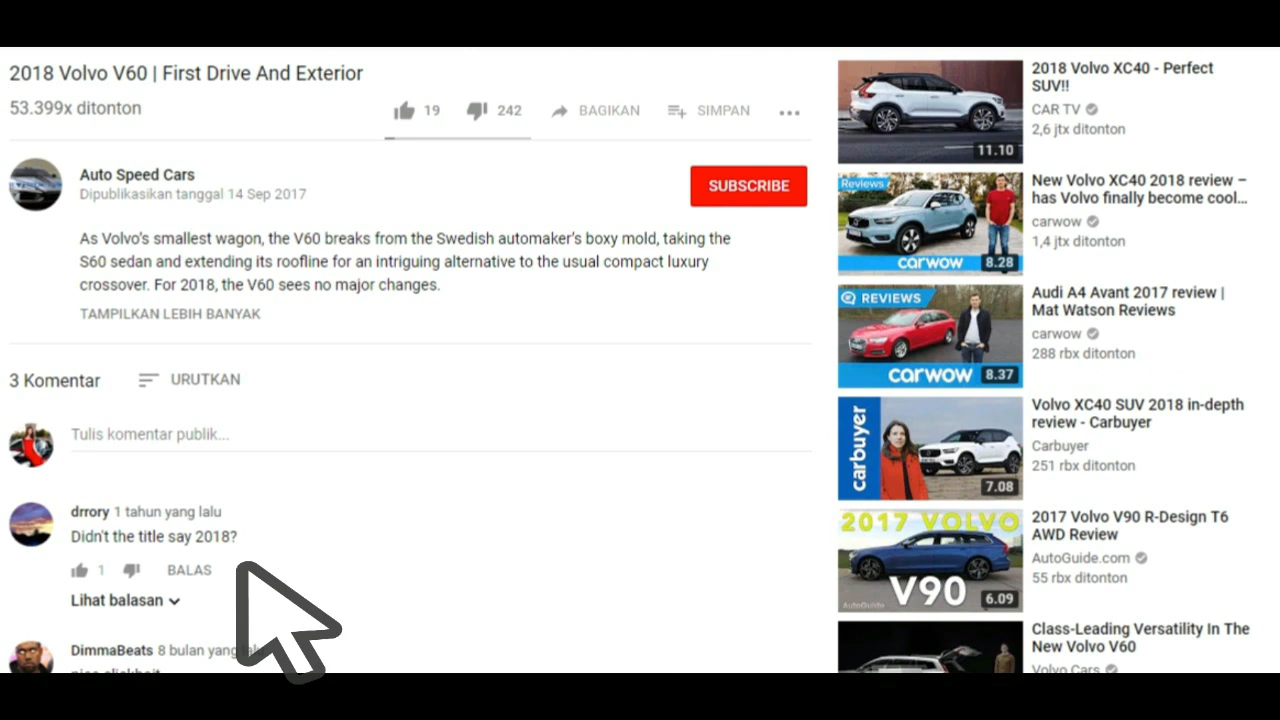 2018 Volvo V60 | First Drive And Exterior
53.399x ditonton
19
242
BAGIKAN
SIMPAN
Auto Speed Cars
Dipublikasikan tanggal 14 Sep 2017
SUBSCRIBE
As Volvo's smallest wagon, the V60 breaks from the Swedish automaker's boxy mold, taking the
S60 sedan and extending its roofline for an intriguing alternative to the usual compact luxury
crossover. For 2018, the V60 sees no major changes.
TAMPILKAN LEBIH BANYAK
3 Komentar
URUTKAN
Tulis komentar publik...
drrory 1 tahun yang lalu
Didn't the title say 2018?
1
BALAS
Lihat balasan
DimmaBeats 8 bulan yang
11.10
2018 Volvo XC40 - Perfect
SUV!!
CAR TV
2,6 jtx ditonton
Reviews
carwow
8.28
New Volvo XC40 2018 review –
has Volvo finally become cool...
carwow
1,4 jtx ditonton
REVIEWS
carwow
8.37
Audi A4 Avant 2017 review |
Mat Watson Reviews
carwow
288 rbx ditonton
carbuyer
7.08
Volvo XC40 SUV 2018 in-depth
review - Carbuyer
Carbuyer
251 rbx ditonton
2017 VOLVO
V90
AutoGuide
6.09
2017 Volvo V90 R-Design T6
AWD Review
AutoGuide.com
55 rbx ditonton
Class-Leading Versatility In The
New Volvo V60
Volvo Cars